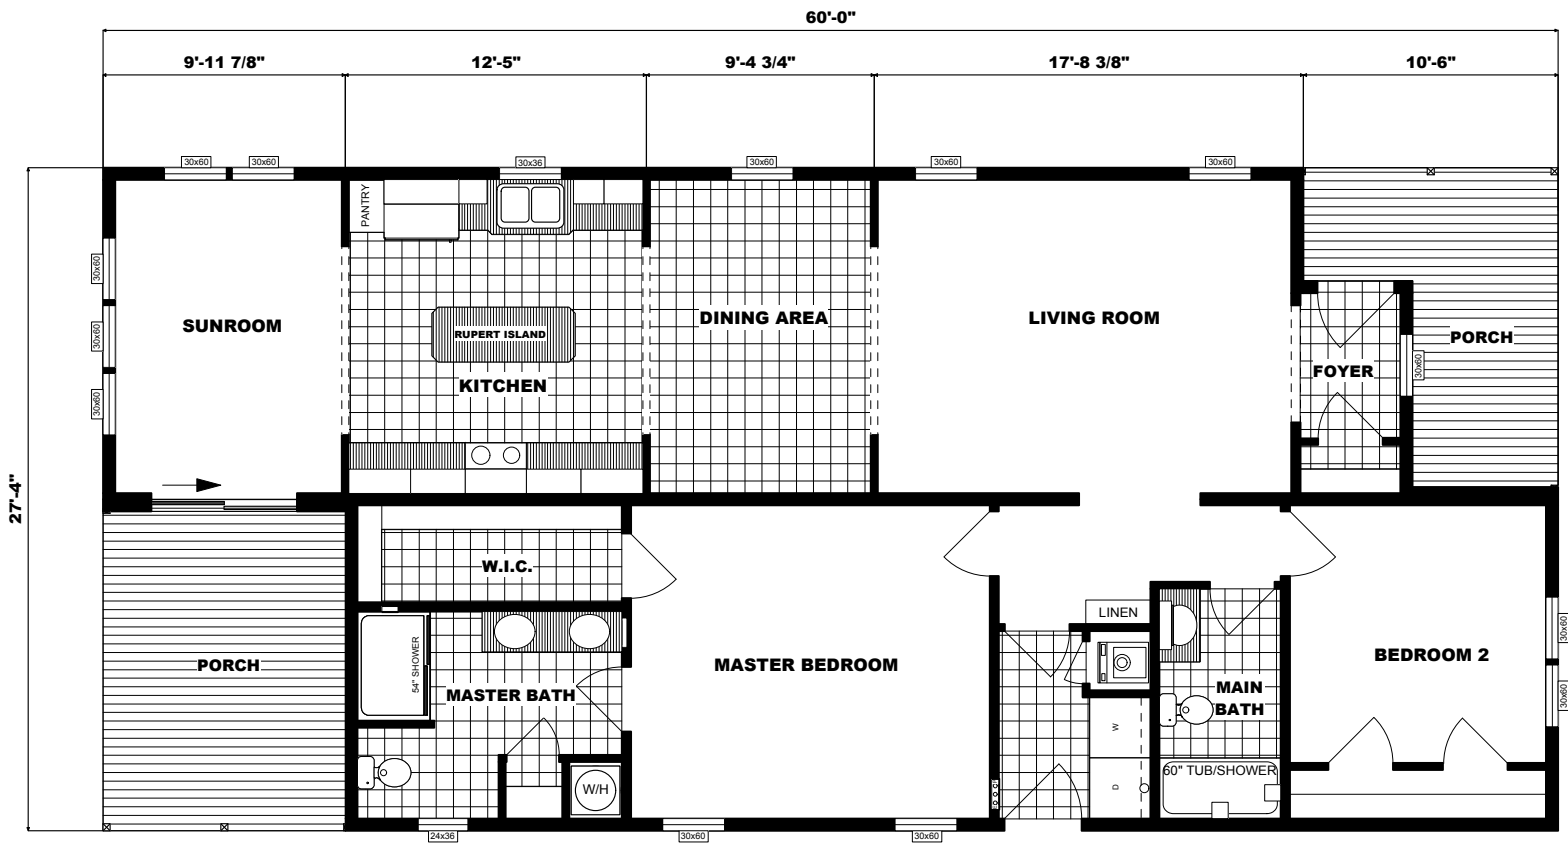 60'-0"
9'-11 7/8" 12'-5" 9'-4 3/4" 17'-8 3/8" 10'-6"
30x60 30x60 30x36 30x60 30x60 30x60
PANTRY
30x60
30x60
30x60
SUNROOM
RUPERT ISLAND
KITCHEN
DINING AREA
LIVING ROOM
FOYER
30x60
PORCH
27'-4"
W.I.C.
LINEN
PORCH
54" SHOWER
MASTER BATH
MASTER BEDROOM
MAIN
BATH
BEDROOM 2
30x60
30x60
W
D
60" TUB/SHOWER
W/H
24x36 30x60 30x60